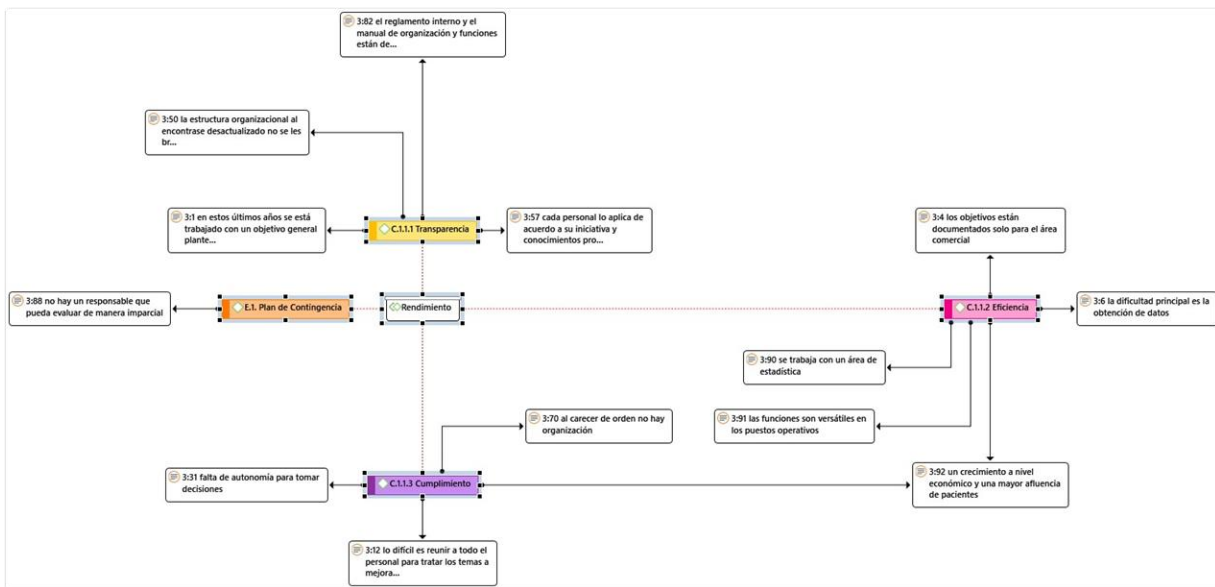 3:82 el reglamento interno y el
manual de organización y funciones
están de...
3:50 la estructura organizacional al
encontrase desactualizado no se les
br...
3:1 en estos últimos años se está
trabajado con un objetivo general
plante...
C.1.1.1 Transparencia
3:57 cada personal lo aplica de
acuerdo a su iniciativa y
conocimientos pro...
3:4 los objetivos están
documentados solo para el área
comercial
3:88 no hay un responsable que
pueda evaluar de manera imparcial
E.1. Plan de Contingencia
Rendimiento
C.1.1.2 Eficiencia
3:6 la dificultad principal es la
obtención de datos
3:90 se trabaja con un área de
estadística
3:70 al carecer de orden no hay
organización
3:91 las funciones son versátiles en
los puestos operativos
3:31 falta de autonomía para tomar
decisiones
C.1.1.3 Cumplimiento
3:92 un crecimiento a nivel
económico y una mayor afluencia
de pacientes
3:12 lo difícil es reunir a todo el
personal para tratar los temas a
mejora...